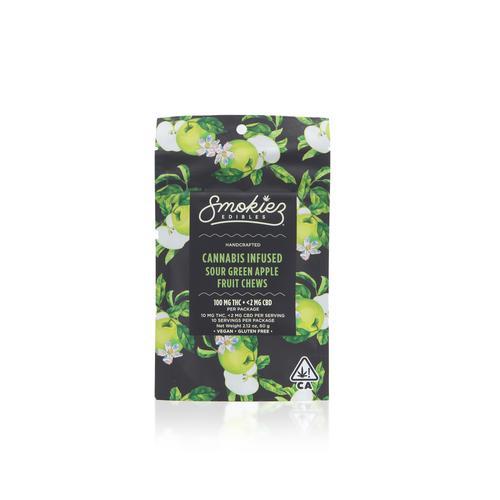 Smokiez
EDIBLES
HANDCRAFTED
CANNABIS INFUSED
SOUR GREEN APPLE
FRUIT CHEWS
100 MG THC • <2 MG CBD
PER PACKAGE
10 MG THC, <2 MG CBD PER SERVING
10 SERVINGS PER PACKAGE
Net Weight 2.12 oz, 60 g
• VEGAN • GLUTEN FREE •
!
CA